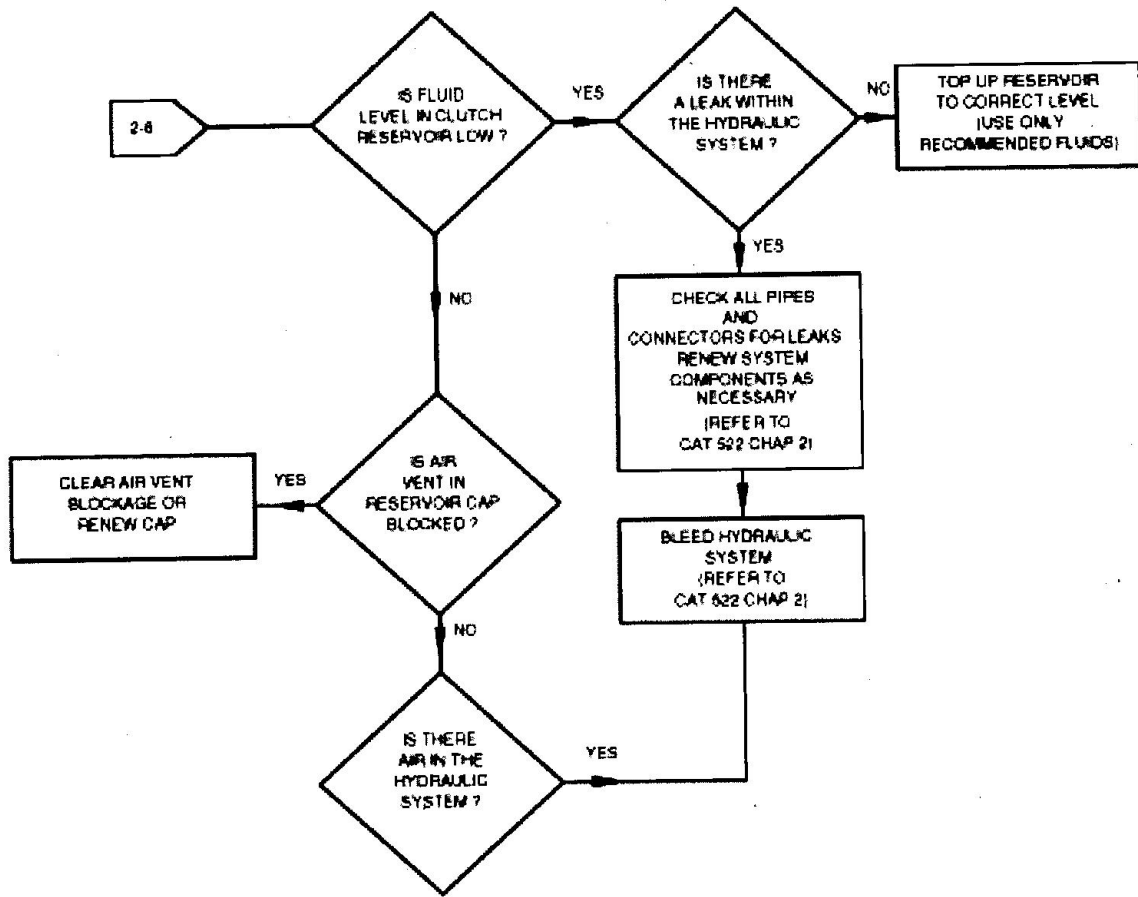 2-6
IS FLUID
LEVEL IN CLUTCH
RESERVOIR LOW ?
YES
IS THERE
A LEAK WITHIN
THE HYDRAULIC
SYSTEM ?
NO
TOP UP RESERVOIR
TO CORRECT LEVEL
(USE ONLY
RECOMMENDED FLUIDS)
YES
CHECK ALL PIPES
AND
CONNECTORS FOR LEAKS
RENEW SYSTEM
COMPONENTS AS
NECESSARY
(REFER TO
CAT 522 CHAP 2)
BLEED HYDRAULIC
SYSTEM
(REFER TO
CAT 522 CHAP 2)
NO
IS AIR
VENT IN
RESERVOIR CAP
BLOCKED ?
YES
CLEAR AIR VENT
BLOCKAGE OR
RENEW CAP
NO
IS THERE
AIR IN THE
HYDRAULIC
SYSTEM ?
YES